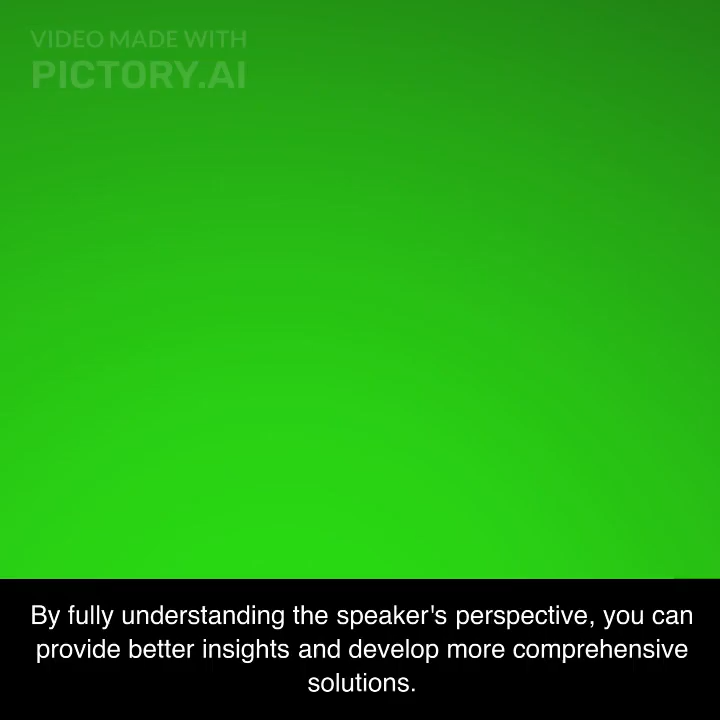 VIDEO MADE WITH
PICTORY.AI
By fully understanding the speaker's perspective, you can
provide better insights and develop more comprehensive
solutions.